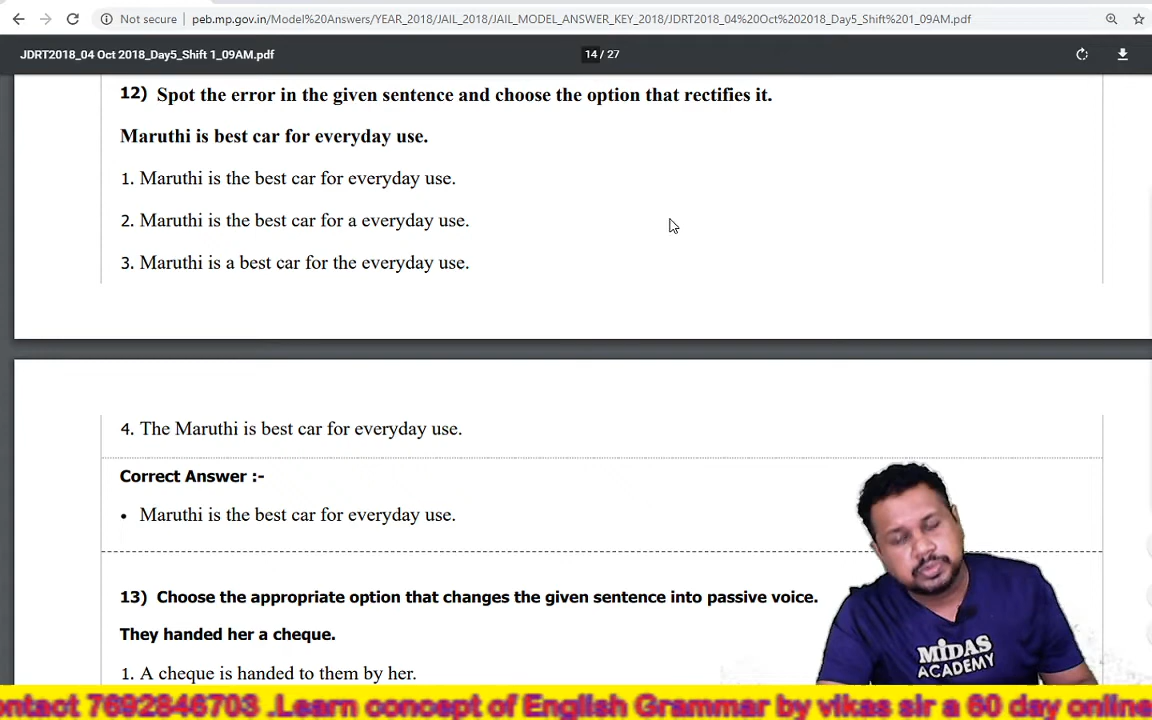 Not secure peb.mp.gov.in/Model%20Answers/YEAR_2018/JAIL_2018/JAIL_MODEL_ANSWER_KEY_2018/JDRT2018_04%20Oct%202018_Day5_Shift%201_09AM.pdf
JDRT2018_04 Oct 2018_Day5_Shift 1_09AM.pdf 14 / 27
12) Spot the error in the given sentence and choose the option that rectifies it.
Maruthi is best car for everyday use.
1. Maruthi is the best car for everyday use.
2. Maruthi is the best car for a everyday use.
3. Maruthi is a best car for the everyday use.
4. The Maruthi is best car for everyday use.
Correct Answer :-
• Maruthi is the best car for everyday use.
13) Choose the appropriate option that changes the given sentence into passive voice.
They handed her a cheque.
1. A cheque is handed to them by her.
MIDAS
ACADEMY
ontact 7692846703 .Learn concept of English Grammar by vikas sir a 60 day online